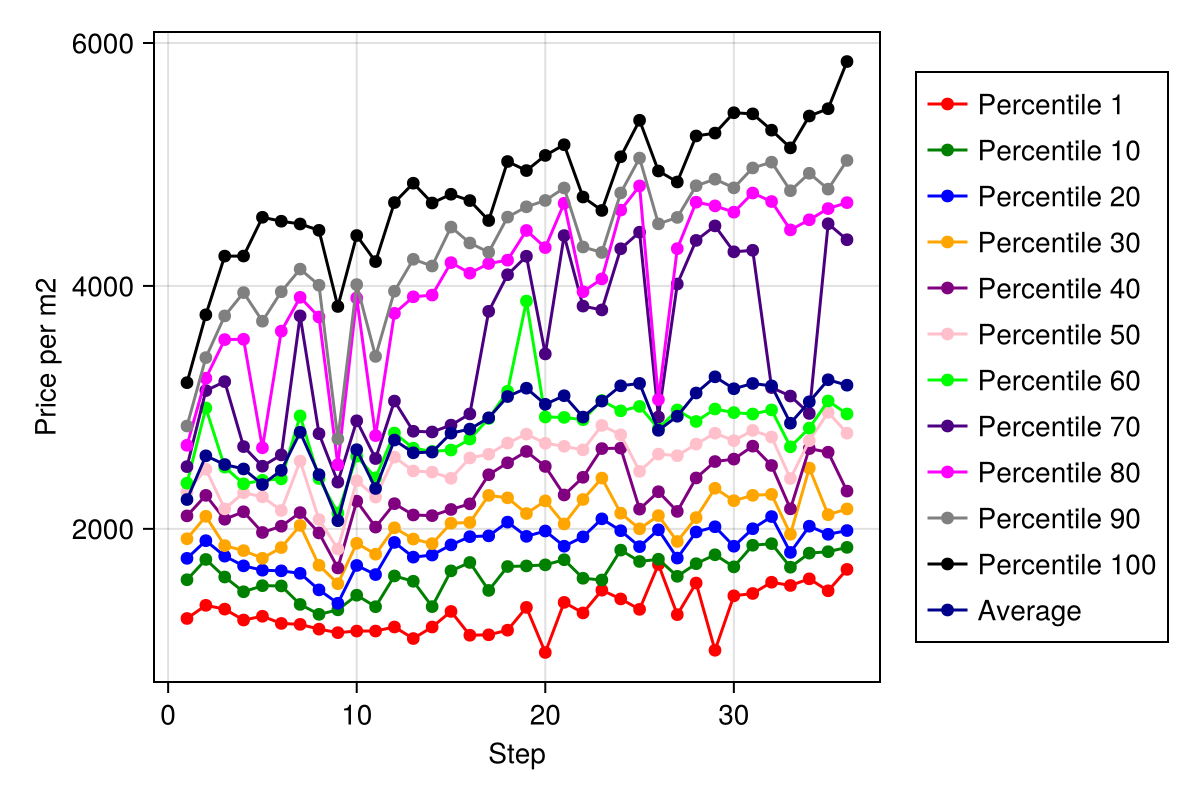 6000
4000
2000
Price per m2
0
10
20
30
Step
Percentile 1
Percentile 10
Percentile 20
Percentile 30
Percentile 40
Percentile 50
Percentile 60
Percentile 70
Percentile 80
Percentile 90
Percentile 100
Average